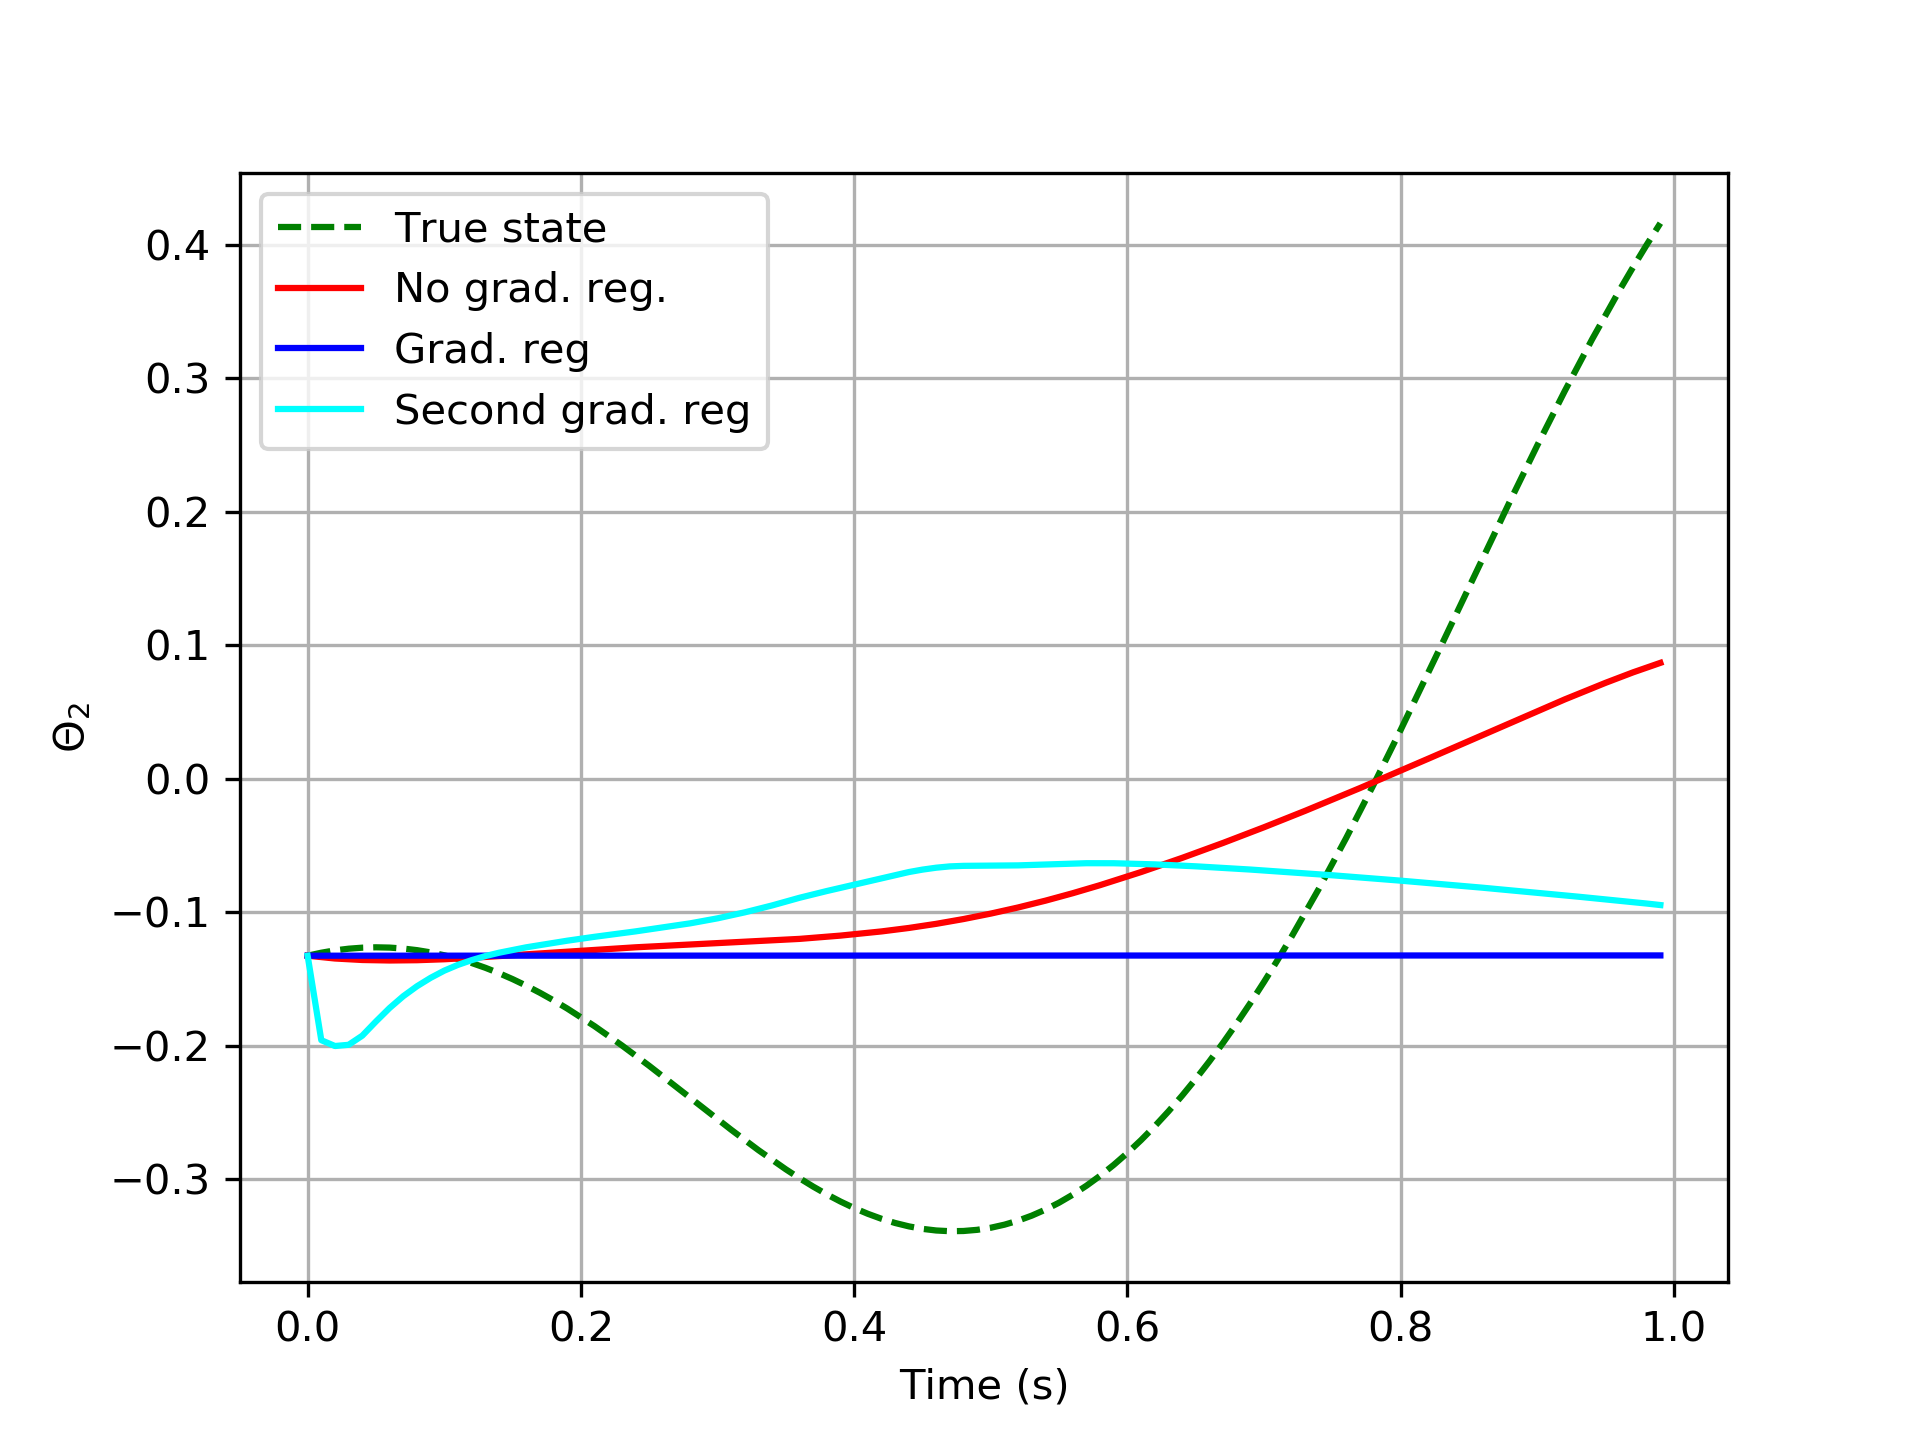 True state
No grad. reg.
Grad. reg
Second grad. reg
0.4
0.3
0.2
0.1
0.0
−0.1
−0.2
−0.3
Θ₂
0.0 0.2 0.4 0.6 0.8 1.0
Time (s)